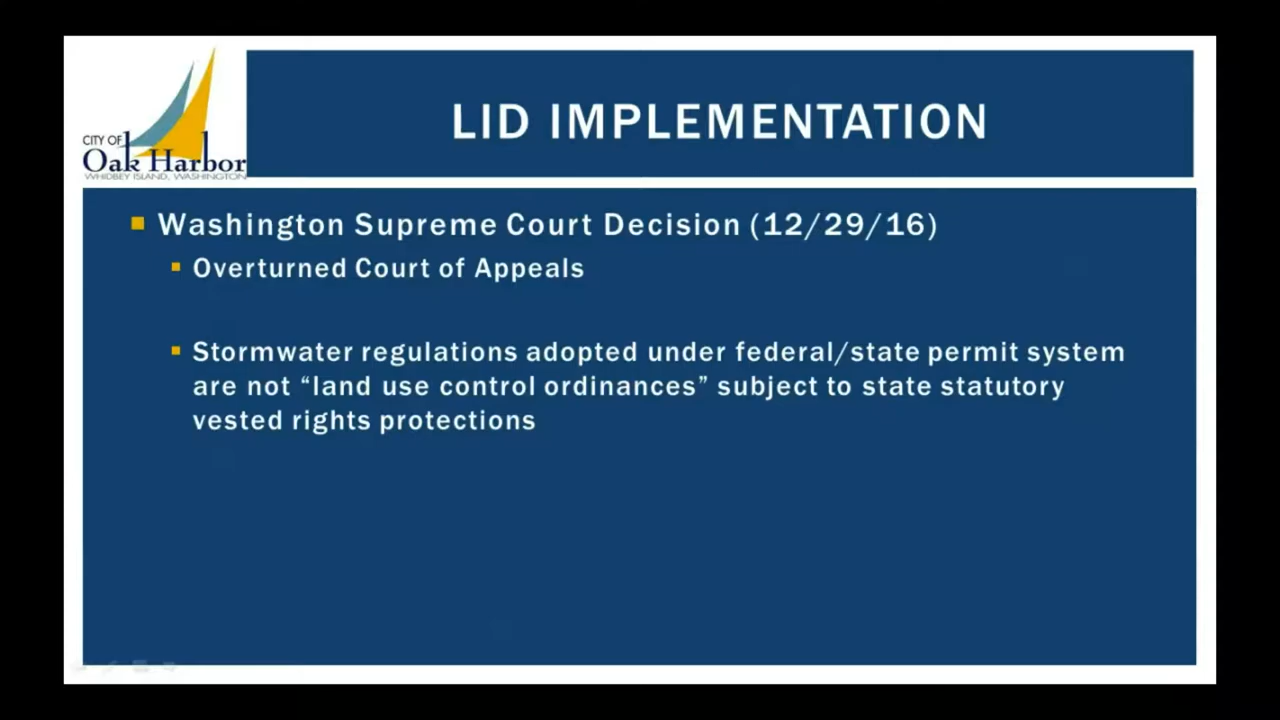 CITY OF
Oak Harbor
WHIDBEY ISLAND, WASHINGTON
LID IMPLEMENTATION
Washington Supreme Court Decision (12/29/16)
Overturned Court of Appeals
Stormwater regulations adopted under federal/state permit system
are not “land use control ordinances” subject to state statutory
vested rights protections